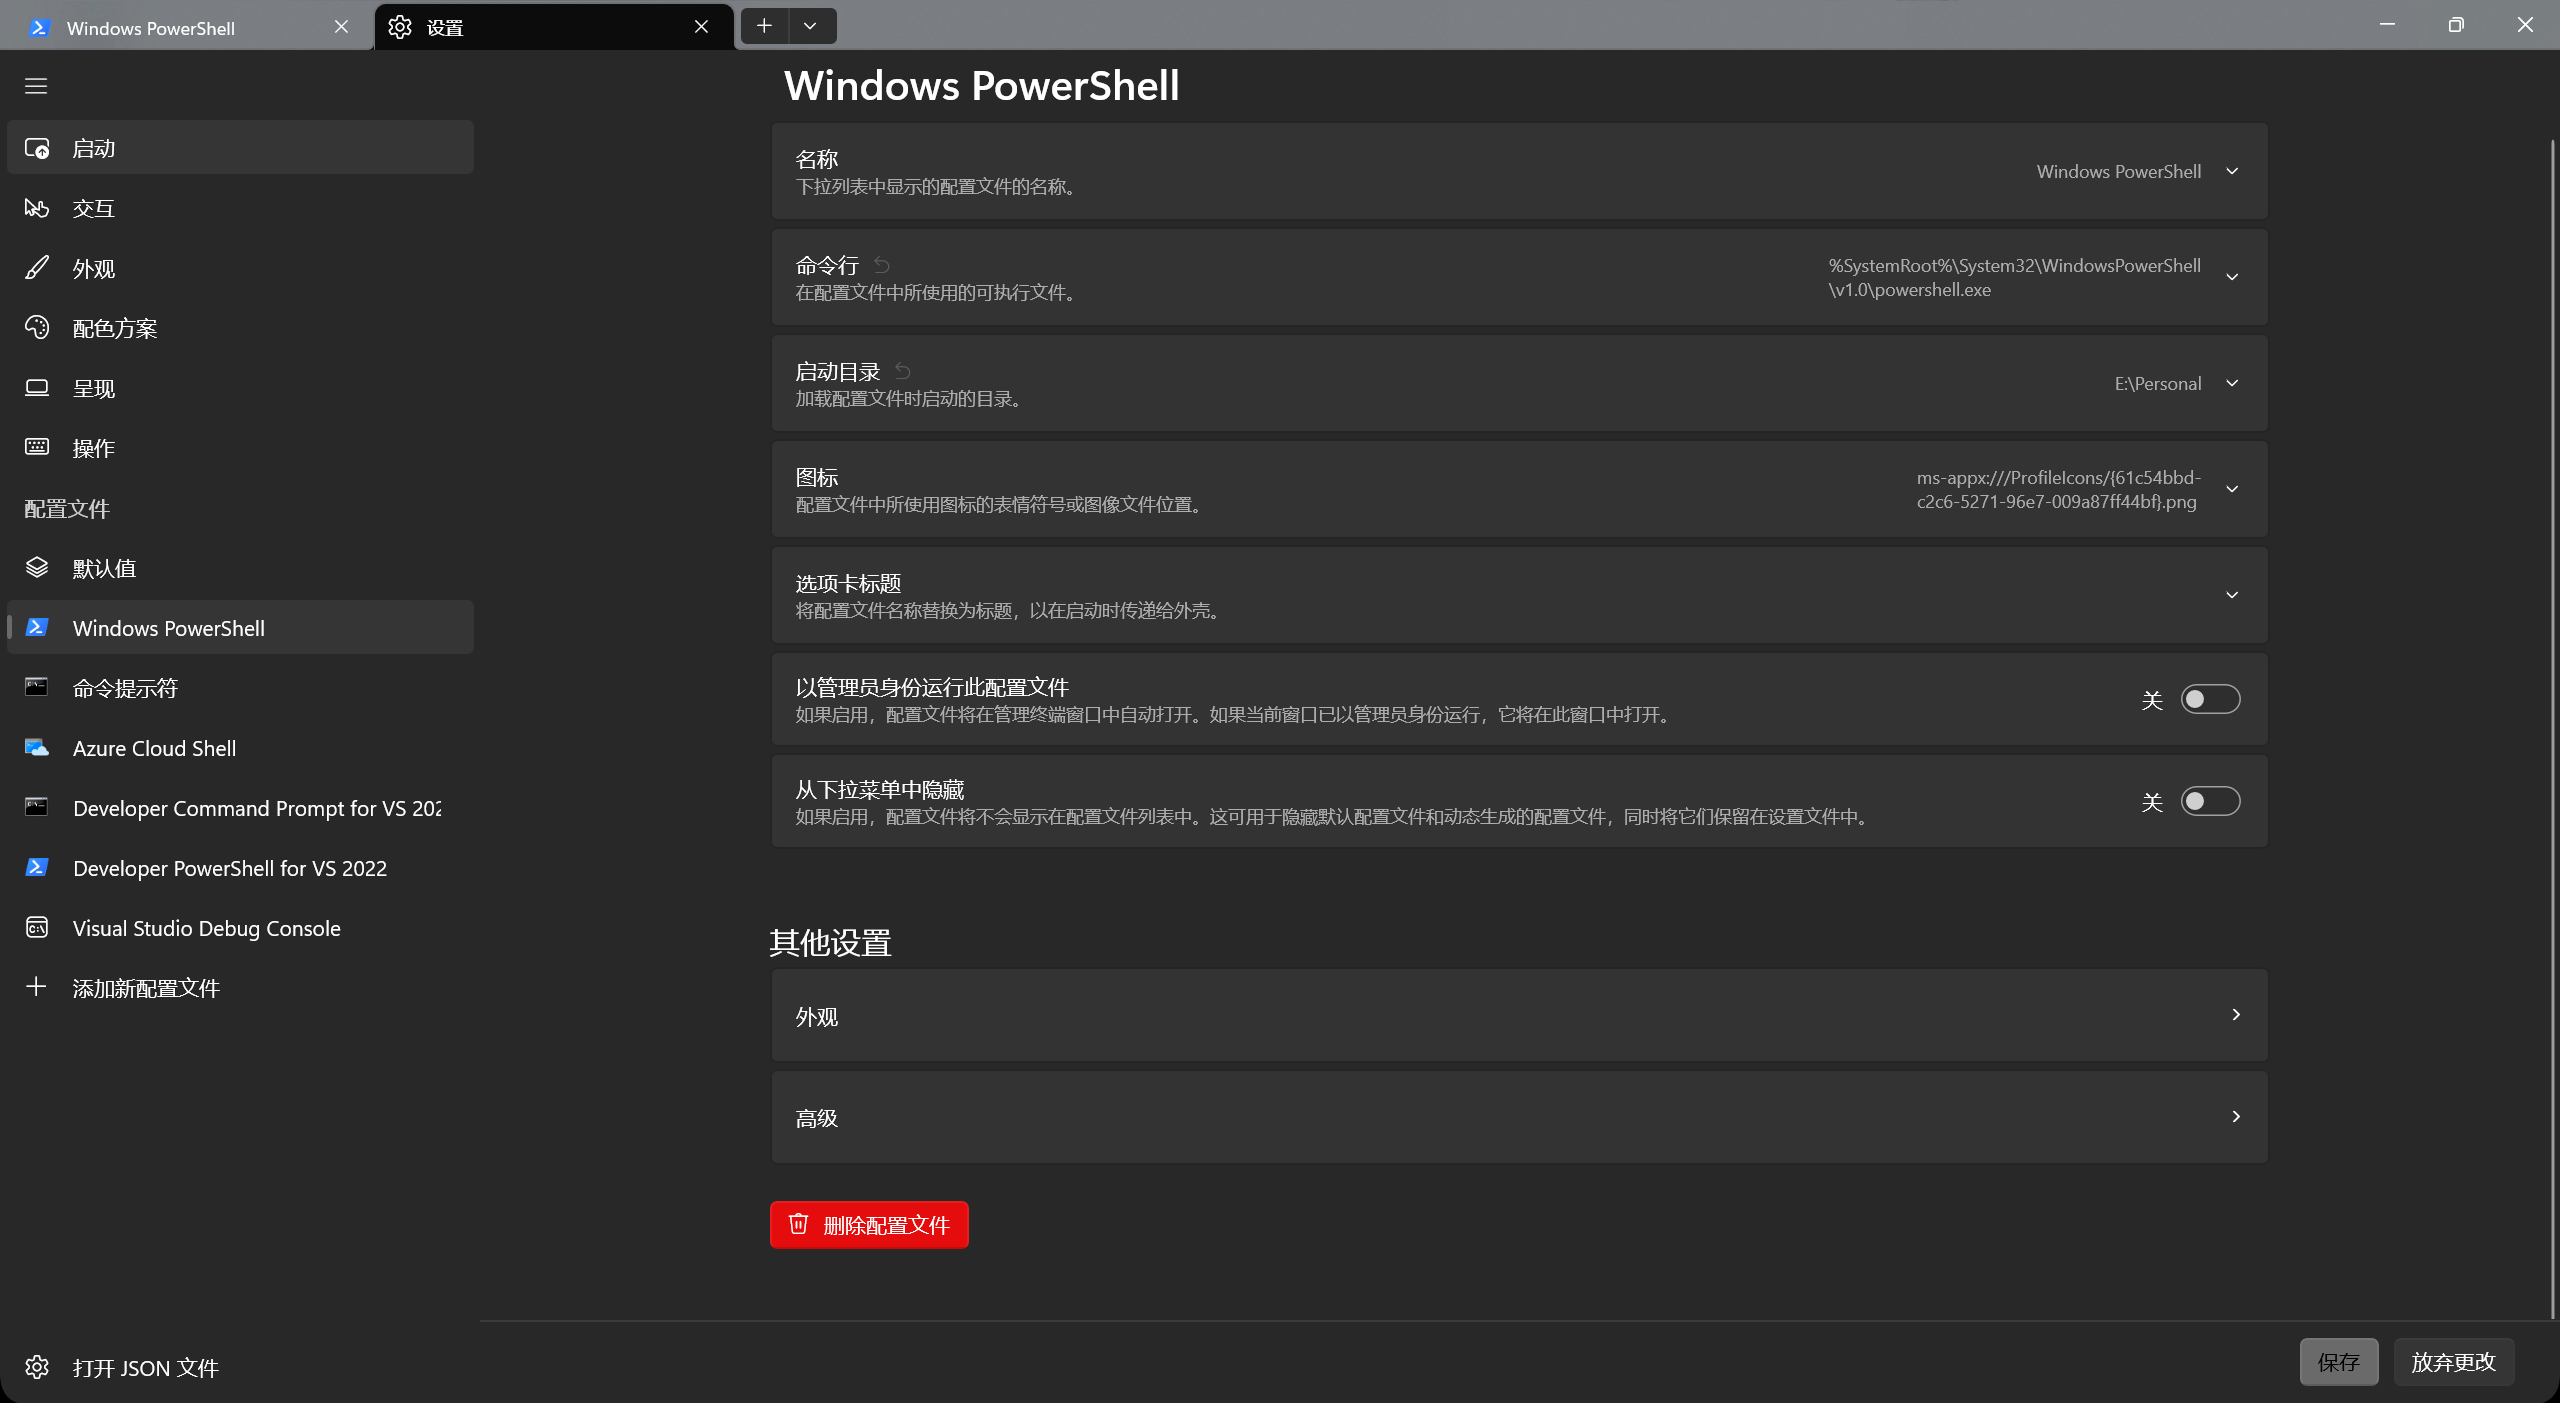 Windows PowerShell
设置
启动
交互
外观
配色方案
呈现
操作
配置文件
默认值
Windows PowerShell
命令提示符
Azure Cloud Shell
Developer Command Prompt for VS 202
Developer PowerShell for VS 2022
Visual Studio Debug Console
添加新配置文件
打开 JSON 文件
Windows PowerShell
名称
下拉列表中显示的配置文件的名称。
Windows PowerShell
命令行
在配置文件中所使用的可执行文件。
%SystemRoot%\System32\WindowsPowerShell
\v1.0\powershell.exe
启动目录
加载配置文件时启动的目录。
E:\Personal
图标
配置文件中所使用图标的表情符号或图像文件位置。
ms-appx:///ProfileIcons/{61c54bbd-
c2c6-5271-96e7-009a87ff44bf}.png
选项卡标题
将配置文件名称替换为标题，以在启动时传递给外壳。
以管理员身份运行此配置文件
如果启用，配置文件将在管理终端窗口中自动打开。如果当前窗口已以管理员身份运行，它将在此窗口中打开。
关
从下拉菜单中隐藏
如果启用，配置文件将不会显示在配置文件列表中。这可用于隐藏默认配置文件和动态生成的配置文件，同时将它们保留在设置文件中。
关
其他设置
外观
高级
删除配置文件
保存
放弃更改